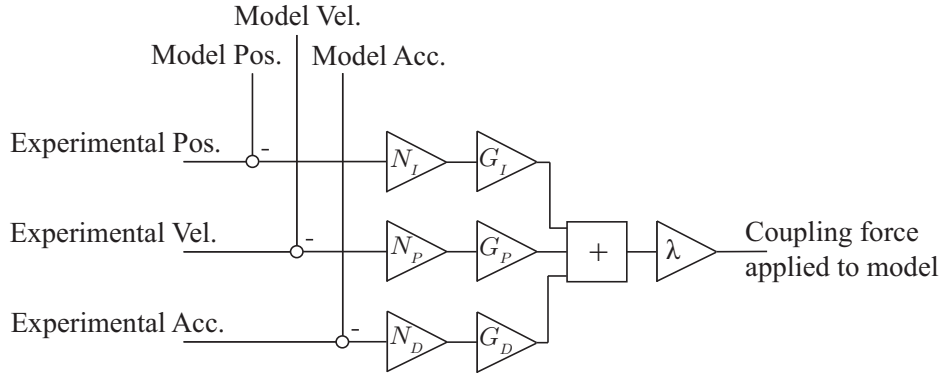 Model Vel.
Model Pos.
Model Acc.
Experimental Pos.
-
N_I
G_I
Experimental Vel.
-
N_P
G_P
+
λ
Coupling force
applied to model
Experimental Acc.
-
N_D
G_D